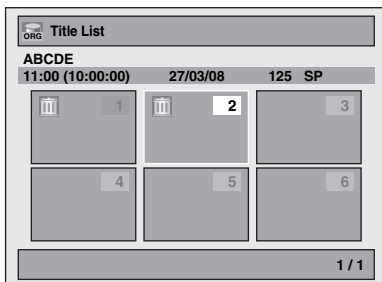 ORG Title List
ABCDE
11:00 (10:00:00) 27/03/08 125 SP
1 2 3
4 5 6
1 / 1